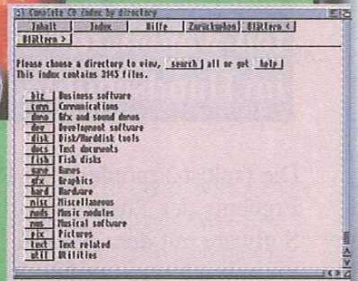 Complete CD index by directory
Inhalt Index Hilfe Zurücksehen Blättern <
Blättern >
Please choose a directory to view, search all or get help
This index contains 3145 files.
biz Business software
comm Communications
demo Gfx and sound demos
dev Development software
disk Disk/Harddisk tools
docs Text documents
fish Fish disks
game Games
gfx Graphics
hard Hardware
misc Miscellaneous
mods Music modules
mus Musical software
pix Pictures
text Text related
util Utilities